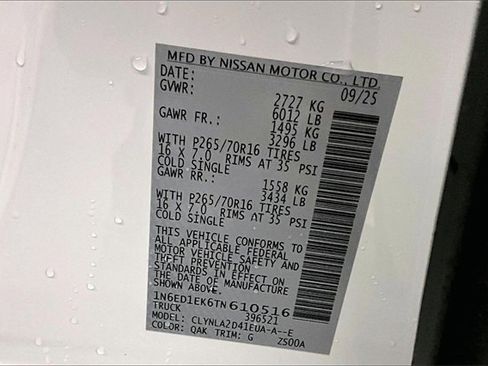 MFD BY NISSAN MOTOR CO., LTD.
DATE: 09/25
GVWR: 2727 KG
6012 LB
GAWR FR.: 1495 KG
3296 LB
WITH P265/70R16 TIRES
16 X 7.0 RIMS AT 35 PSI
COLD SINGLE
GAWR RR.: 1558 KG
3434 LB
WITH P265/70R16 TIRES
16 X 7.0 RIMS AT 35 PSI
COLD SINGLE
THIS VEHICLE CONFORMS TO
ALL APPLICABLE FEDERAL
MOTOR VEHICLE SAFETY AND
THEFT PREVENTION
STANDARDS IN EFFECT ON
THE DATE OF MANUFACTURE
SHOWN ABOVE.
1N6ED1EK6TN610516
TRUCK 396521
MODEL: CLYNLA2D41EUA-A--E
COLOR: QAK TRIM: G ZS00A